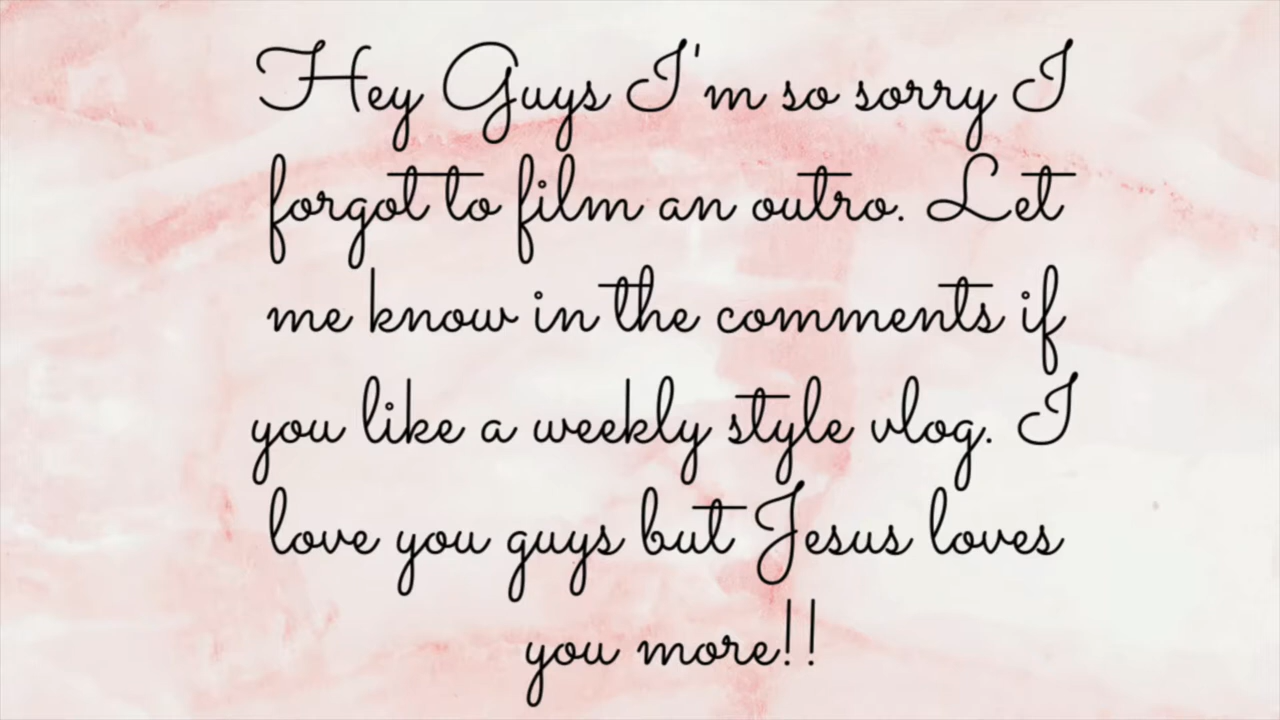 Hey Guys I'm so sorry I
forgot to film an outro. Let
me know in the comments if
you like a weekly style vlog. I
love you guys but Jesus loves
you more!!